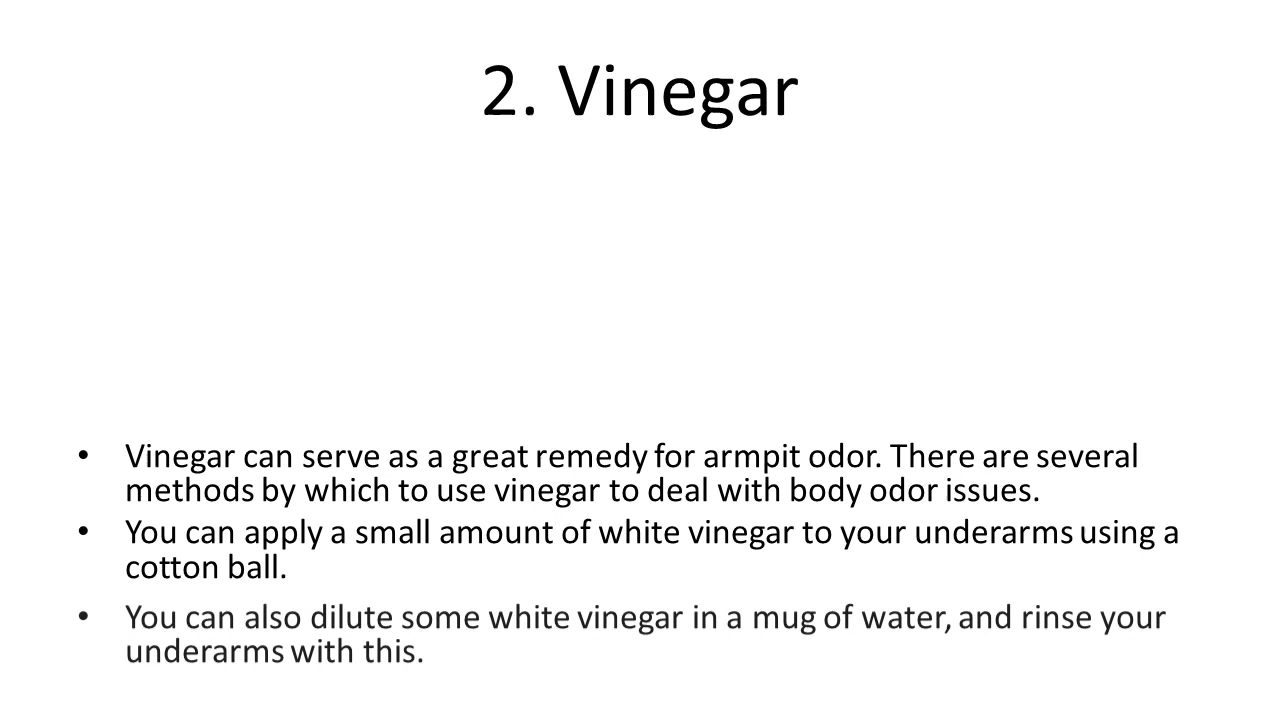 2. Vinegar
• Vinegar can serve as a great remedy for armpit odor. There are several
methods by which to use vinegar to deal with body odor issues.
• You can apply a small amount of white vinegar to your underarms using a
cotton ball.
• You can also dilute some white vinegar in a mug of water, and rinse your
underarms with this.